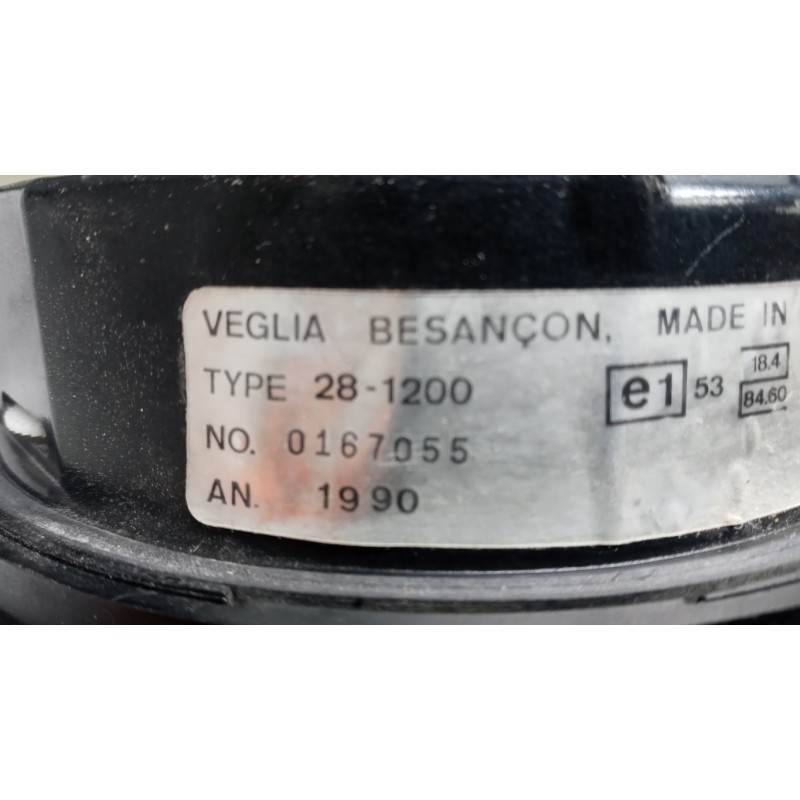 VEGLIA BESANÇON, MADE IN
TYPE 28-1200 e1 53 18.4
84.60
NO. 0167055
AN. 1990